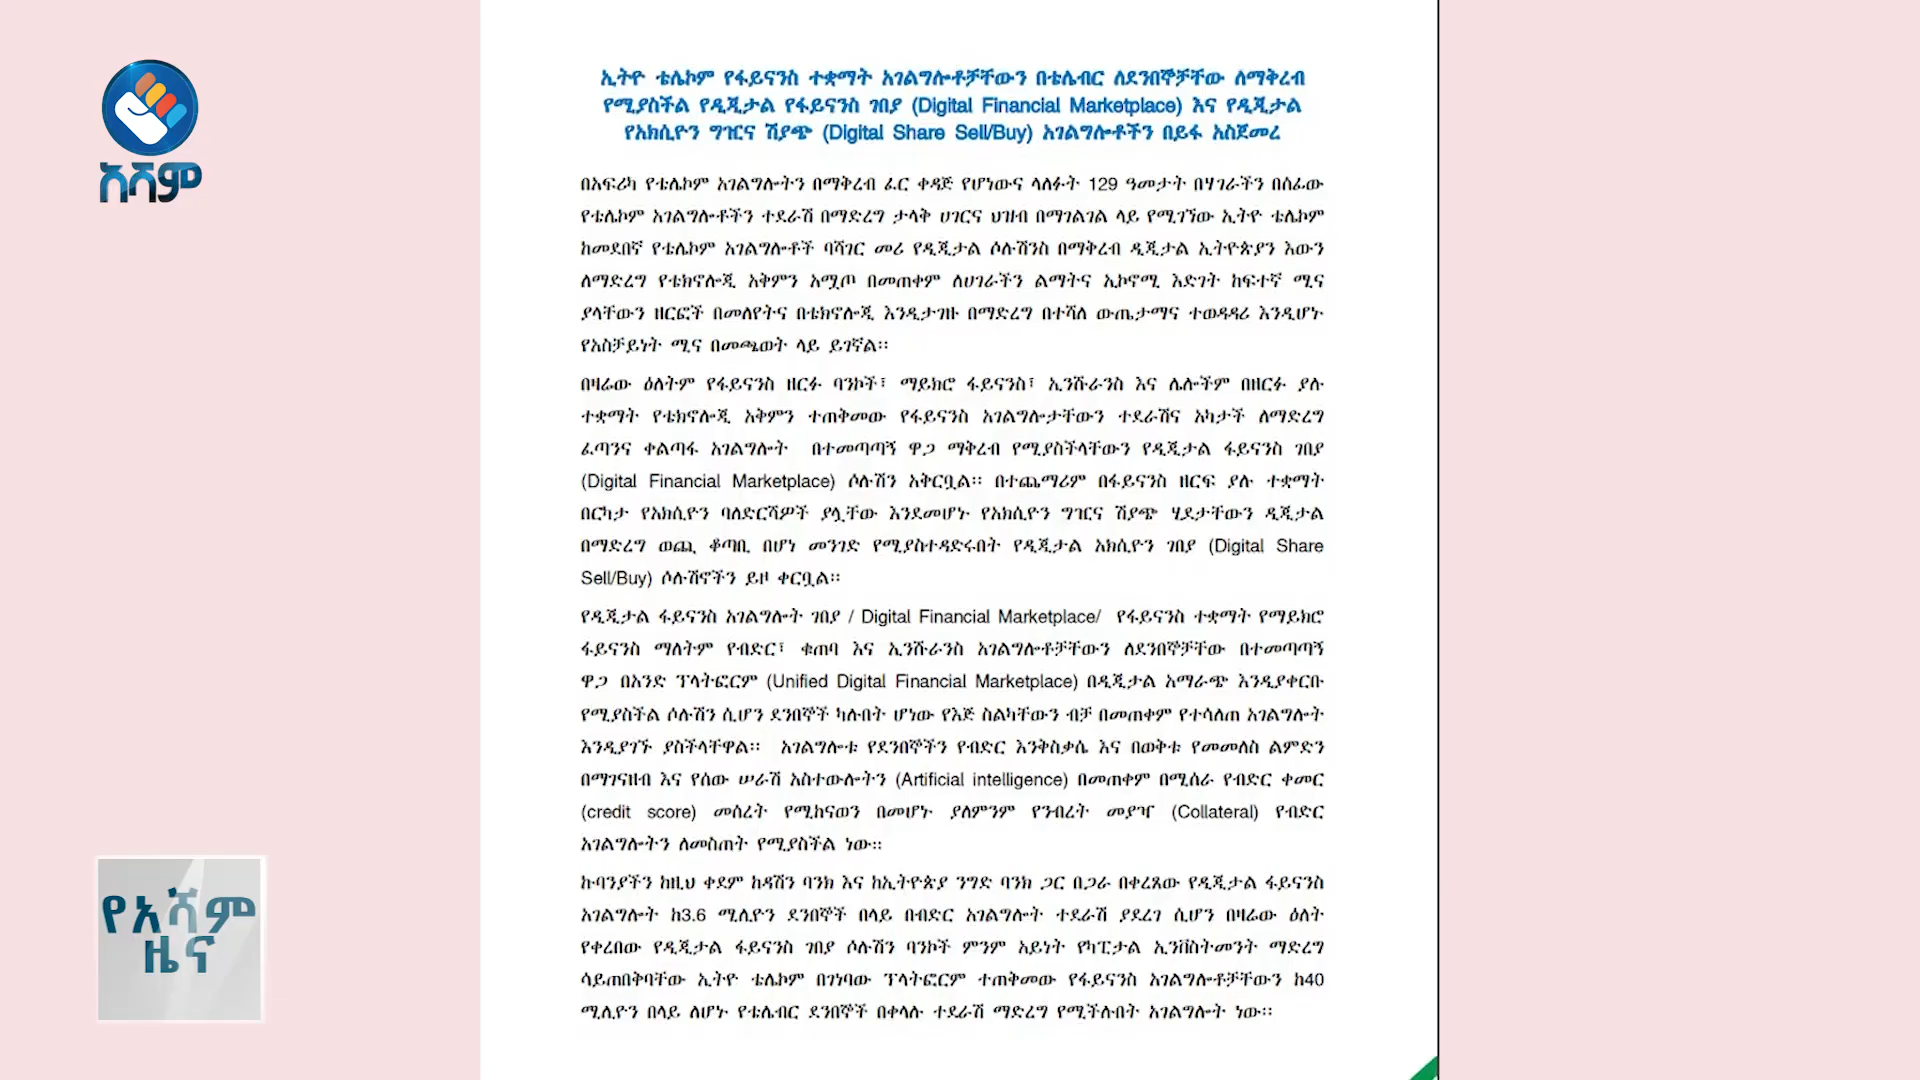 አሻም
ኢትዮ ቴሌኮም የፋይናንስ ተቋማት አገልግሎቶቻቸውን በቴሌብር ለደንበኞቻቸው ለማቅረብ
የሚያስችል የዲጂታል የፋይናንስ ገበያ (Digital Financial Marketplace) እና የዲጂታል
የአክሲዮን ግዢና ሽያጭ (Digital Share Sell/Buy) አገልግሎቶችን በይፋ አስጀመረ
በአፍሪካ የቴሌኮም አገልግሎትን በማቅረብ ፈር ቀዳጅ የሆነውና ላለፉት 129 ዓመታት በሃገራችን በሰፊው
የቴሌኮም አገልግሎቶችን ተደራሽ በማድረግ ታላቅ ሀገርና ህዝብ በማገልገል ላይ የሚገኘው ኢትዮ ቴሌኮም
ከመደበኛ የቴሌኮም አገልግሎቶች ባሻገር መሪ የዲጂታል ሶሉሽንስ በማቅረብ ዲጂታል ኢትዮጵያን እውን
ለማድረግ የቴክኖሎጂ አቅምን አሟጦ በመጠቀም ለሀገራችን ልማትና ኢኮኖሚ እድገት ከፍተኛ ሚና
ያላቸውን ዘርፎች በመለየትና በቴክኖሎጂ እንዲታገዙ በማድረግ በተሻለ ውጤታማና ተወዳዳሪ እንዲሆኑ
የአስቻይነት ሚና በመጫወት ላይ ይገኛል፡፡
በዛሬው ዕለትም የፋይናንስ ዘርፉ ባንኮች፣ ማይክሮ ፋይናንስ፣ ኢንሹራንስ እና ሌሎችም በዘርፉ ያሉ
ተቋማት የቴክኖሎጂ አቅምን ተጠቅመው የፋይናንስ አገልግሎታቸውን ተደራሽና አካታች ለማድረግ
ፈጣንና ቀልጣፋ አገልግሎት በተመጣጣኝ ዋጋ ማቅረብ የሚያስችላቸውን የዲጂታል ፋይናንስ ገበያ
(Digital Financial Marketplace) ሶሉሽን አቅርቧል፡፡ በተጨማሪም በፋይናንስ ዘርፍ ያሉ ተቋማት
በርካታ የአክሲዮን ባለድርሻዎች ያሏቸው እንደመሆኑ የአክሲዮን ግዢና ሽያጭ ሂደታቸውን ዲጂታል
በማድረግ ወጪ ቆጣቢ በሆነ መንገድ የሚያስተዳድሩበት የዲጂታል አክሲዮን ገበያ (Digital Share
Sell/Buy) ሶሉሽኖችን ይዞ ቀርቧል፡፡
የዲጂታል ፋይናንስ አገልግሎት ገበያ / Digital Financial Marketplace/ የፋይናንስ ተቋማት የማይክሮ
ፋይናንስ ማለትም የብድር፣ ቁጠባ እና ኢንሹራንስ አገልግሎቶቻቸውን ለደንበኞቻቸው በተመጣጣኝ
ዋጋ በአንድ ፕላትፎርም (Unified Digital Financial Marketplace) በዲጂታል አማራጭ እንዲያቀርቡ
የሚያስችል ሶሉሽን ሲሆን ደንበኞች ካሉበት ሆነው የእጅ ስልካቸውን ብቻ በመጠቀም የተሳለጠ አገልግሎት
እንዲያገኙ ያስችላቸዋል፡፡ አገልግሎቱ የደንበኞችን የብድር እንቅስቃሴ እና በወቅቱ የመመለስ ልምድን
በማገናዘብ እና የሰው ሠራሽ አስተውሎትን (Artificial intelligence) በመጠቀም በሚሰራ የብድር ቀመር
(credit score) መሰረት የሚከናወን በመሆኑ ያለምንም የንብረት መያዣ (Collateral) የብድር
አገልግሎትን ለመስጠት የሚያስችል ነው፡፡
ኩባንያችን ከዚህ ቀደም ከዳሽን ባንክ እና ከኢትዮጵያ ንግድ ባንክ ጋር በጋራ በቀረጸው የዲጂታል ፋይናንስ
አገልግሎት ከ3.6 ሚሊዮን ደንበኞች በላይ በብድር አገልግሎት ተደራሽ ያደረገ ሲሆን በዛሬው ዕለት
የቀረበው የዲጂታል ፋይናንስ ገበያ ሶሉሽን ባንኮች ምንም አይነት የካፒታል ኢንቨስትመንት ማድረግ
ሳይጠበቅባቸው ኢትዮ ቴሌኮም በገነባው ፕላትፎርም ተጠቅመው የፋይናንስ አገልግሎቶቻቸውን ከ40
ሚሊዮን በላይ ለሆኑ የቴሌብር ደንበኞች በቀላሉ ተደራሽ ማድረግ የሚችሉበት አገልግሎት ነው፡፡
የአሻም
ዜና